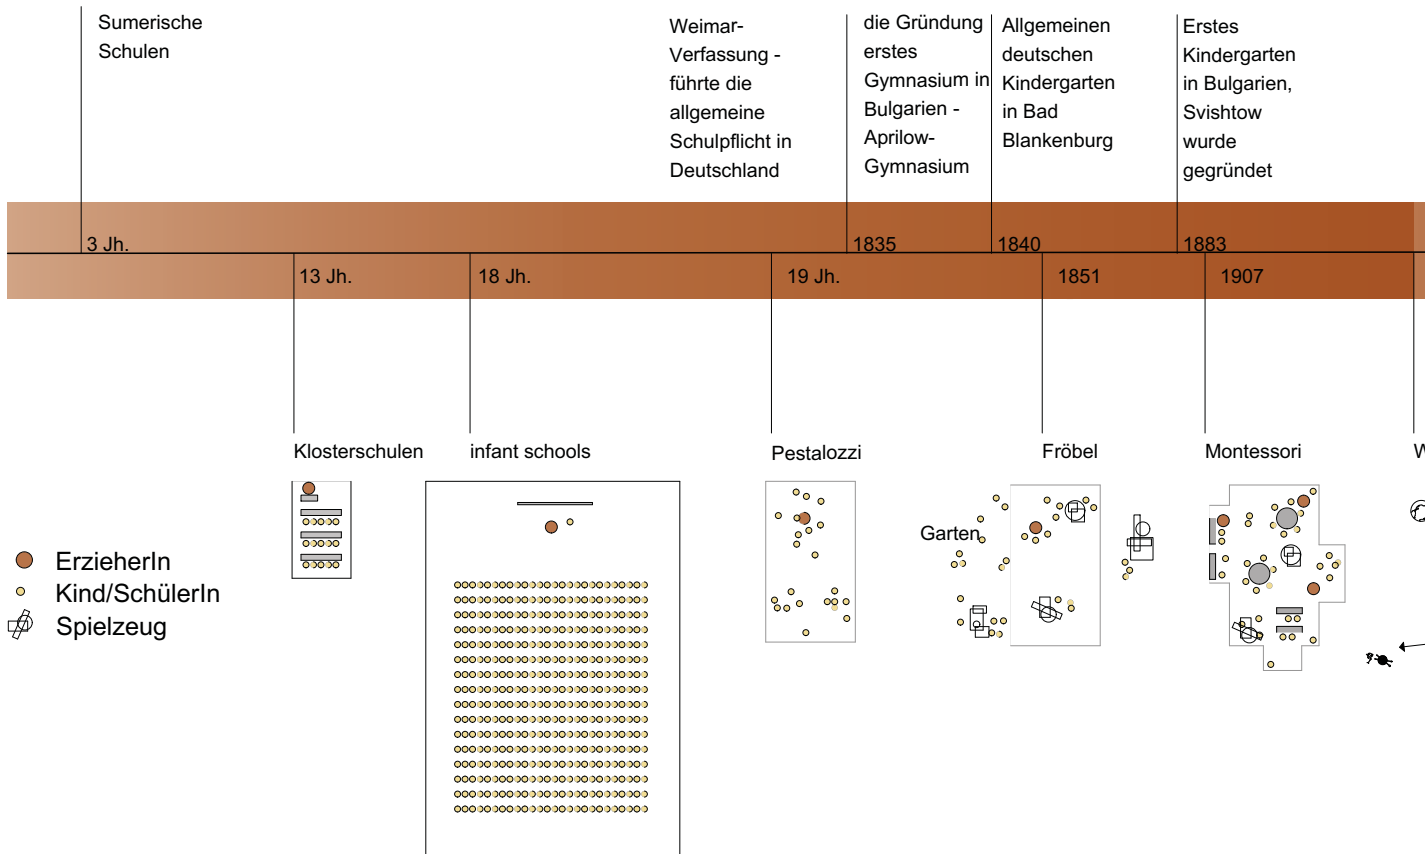 Sumerische
Schulen
Weimar-
Verfassung -
führte die
allgemeine
Schulpflicht in
Deutschland
die Gründung
erstes
Gymnasium in
Bulgarien -
Aprilow-
Gymnasium
Allgemeinen
deutschen
Kindergarten
in Bad
Blankenburg
Erstes
Kindergarten
in Bulgarien,
Svishtow
wurde
gegründet
3 Jh.
1835
1840
1883
13 Jh.
18 Jh.
19 Jh.
1851
1907
Klosterschulen
infant schools
Pestalozzi
Fröbel
Montessori
W
Garten
ErzieherIn
Kind/SchülerIn
Spielzeug